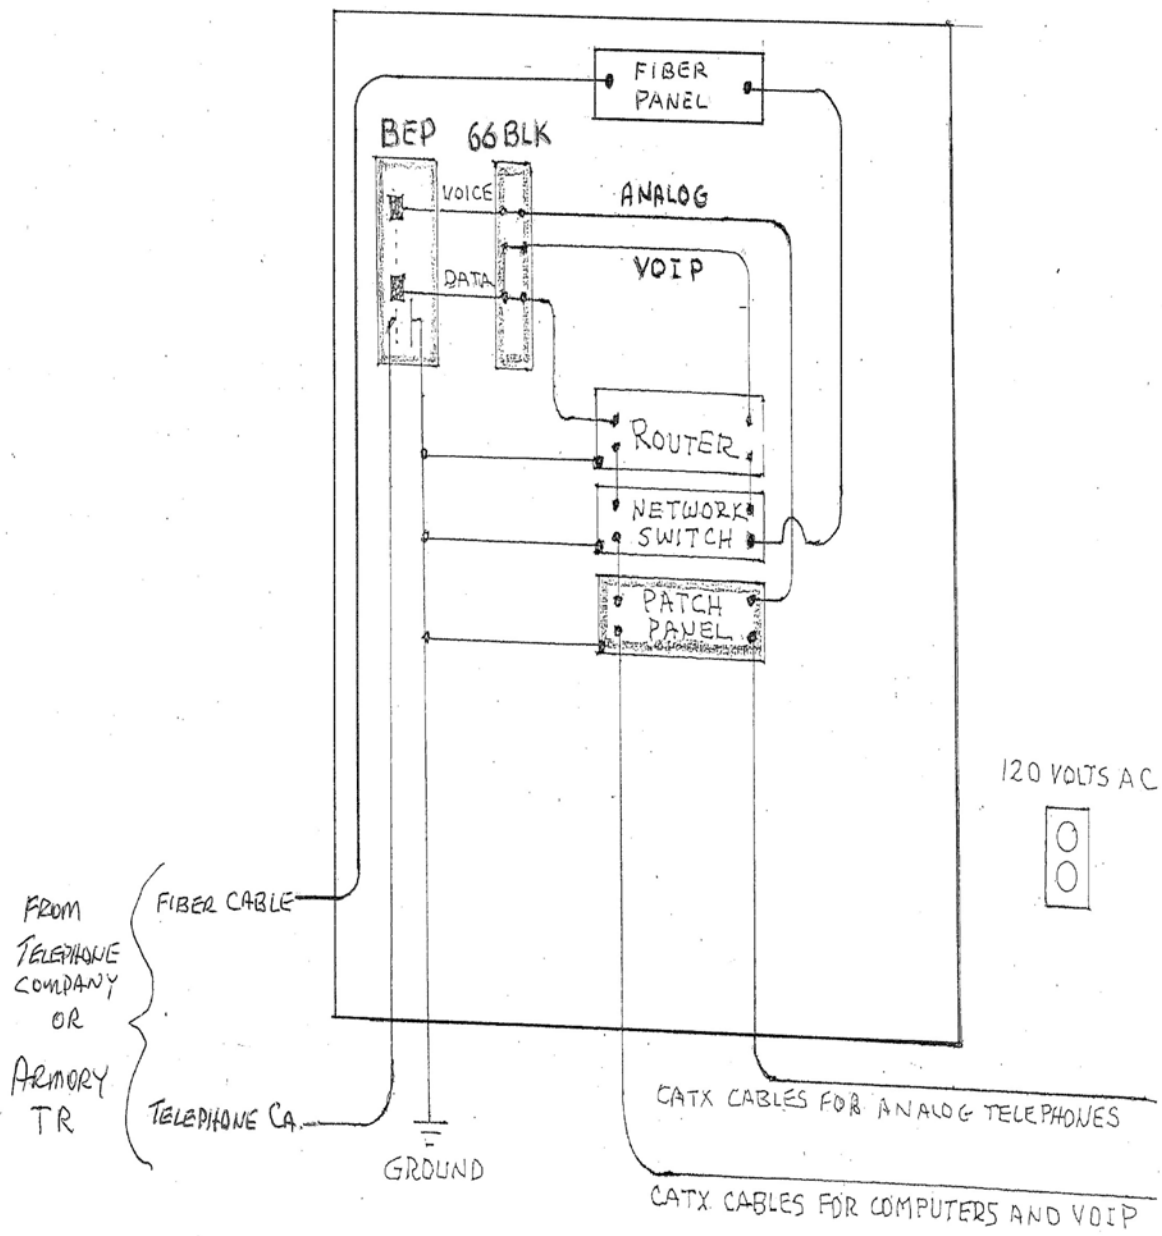 FIBER
PANEL
BEP
66 BLK
VOICE
ANALOG
VOIP
DATA
ROUTER
NETWORK
SWITCH
PATCH
PANEL
120 VOLTS AC
FROM
TELEPHONE
COMPANY
OR
ARMORY
TR
FIBER CABLE
TELEPHONE CA.
GROUND
CATX CABLES FOR ANALOG TELEPHONES
CATX CABLES FOR COMPUTERS AND VOIP